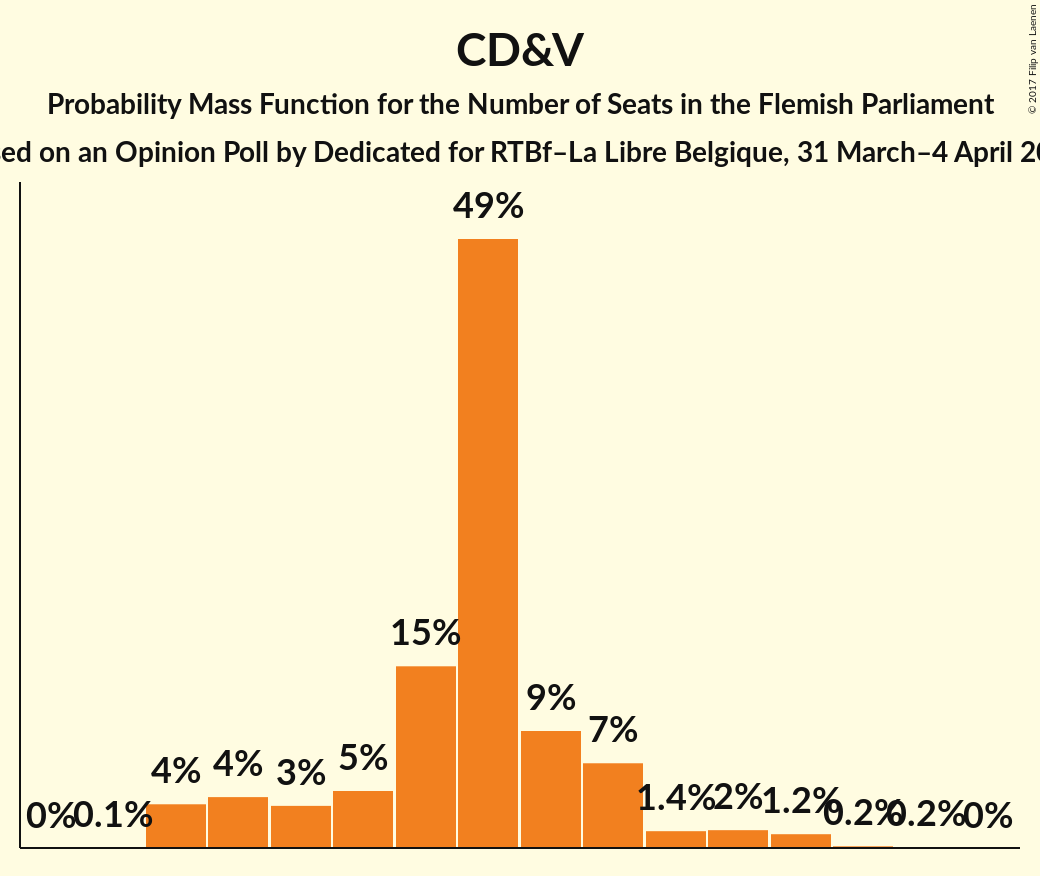 CD&V
Probability Mass Function for the Number of Seats in the Flemish Parliament
on an Opinion Poll by Dedicated for RTBf–La Libre Belgique, 31 March–4 April
© 2017 Filip van Laenen
0% 0.1% 4% 4% 3% 5% 15% 49% 9% 7% 1.4% 2% 1.2% 0.2% 0.2% 0%